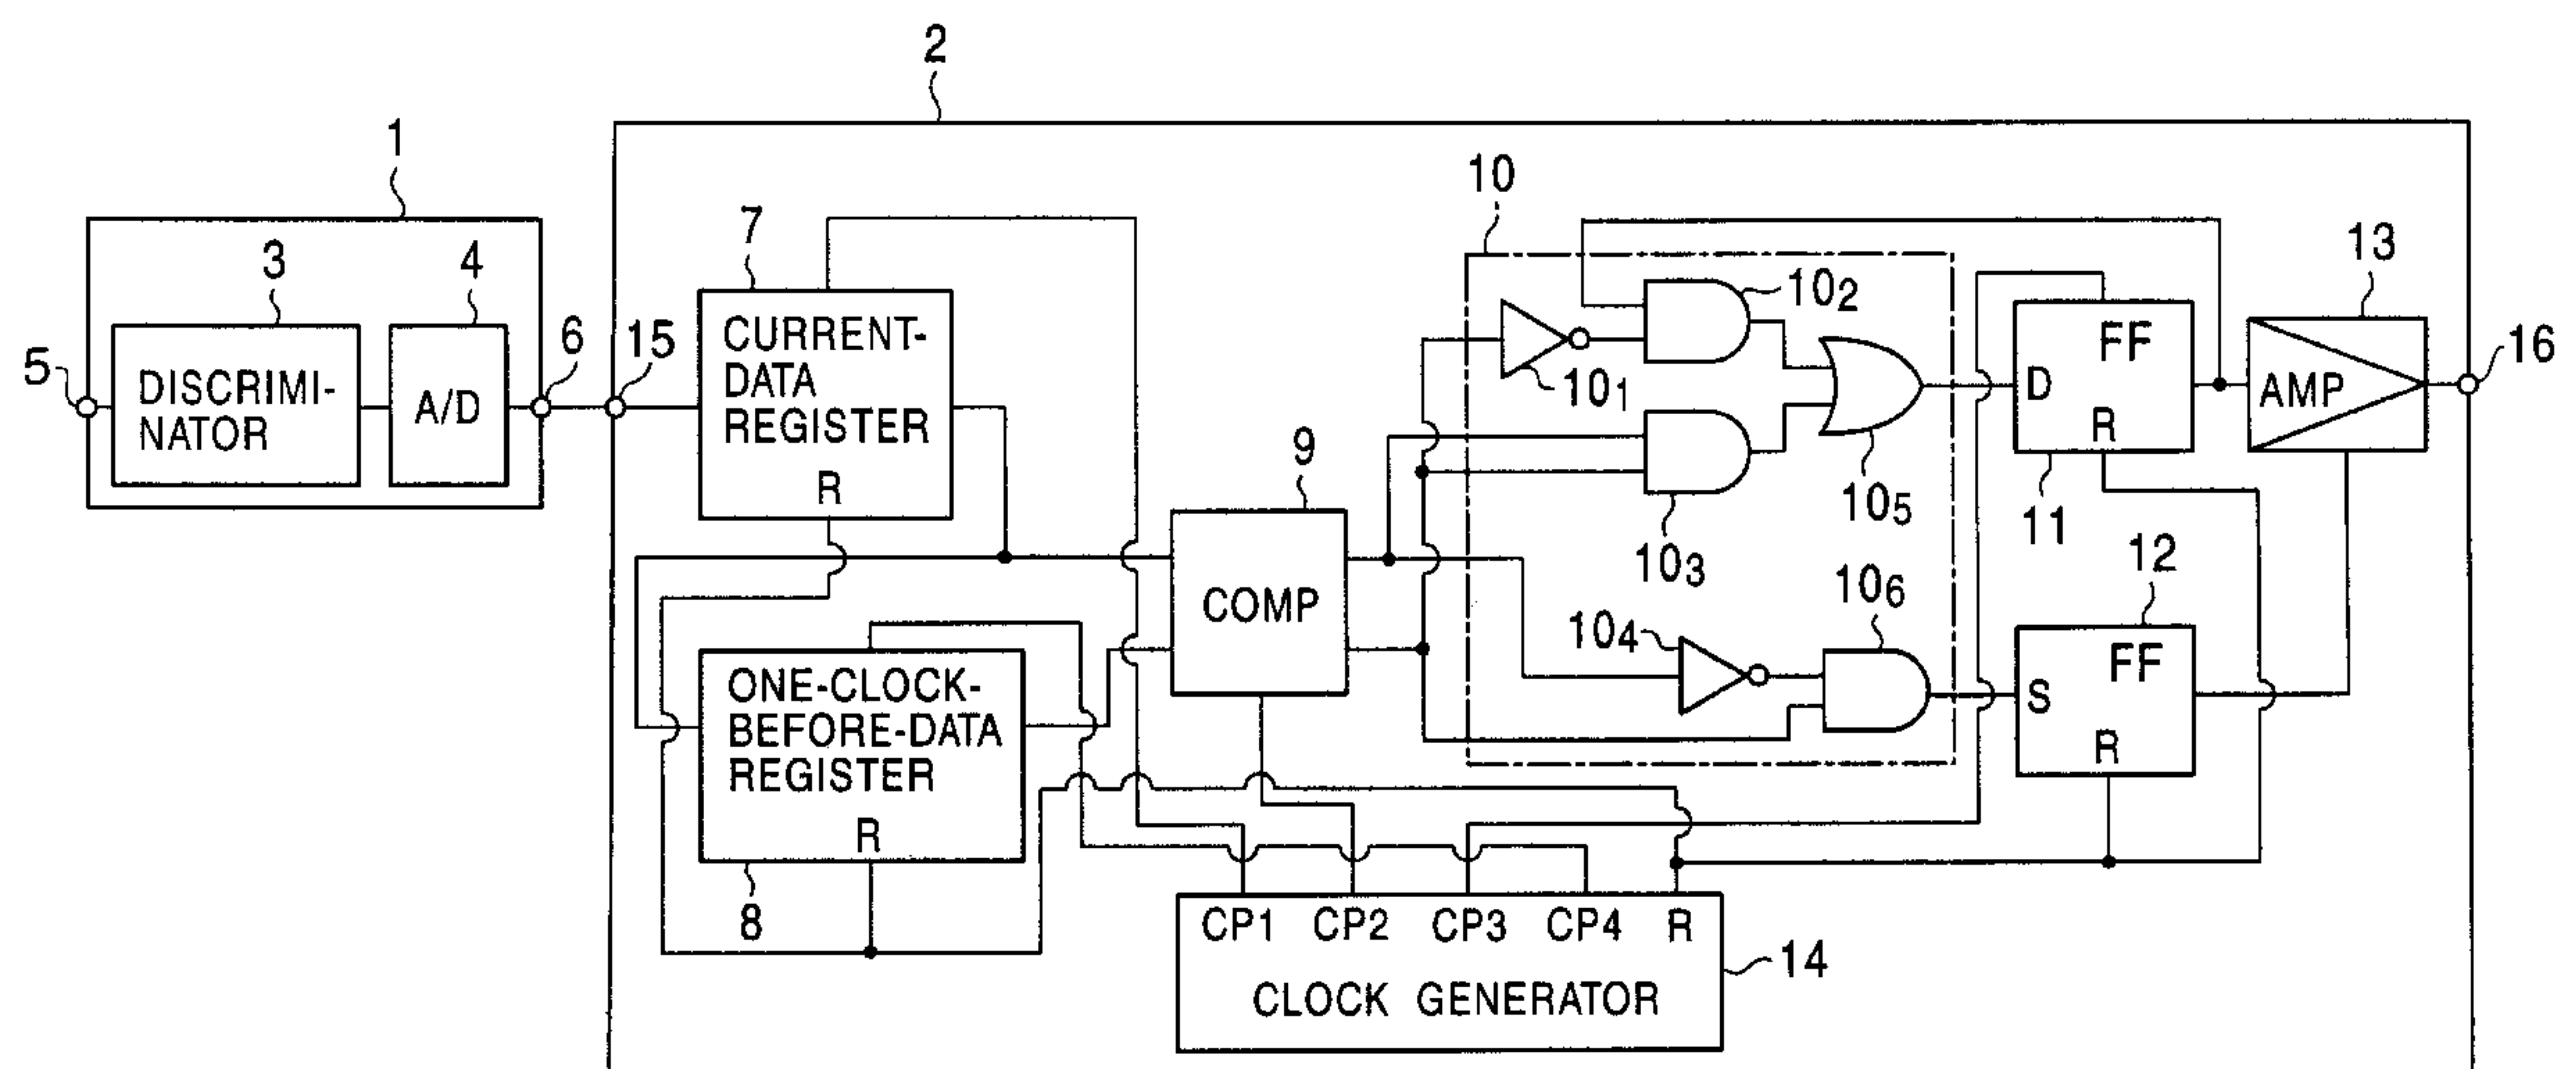 2
1
3
4
5
DISCRIMI-
NATOR
A/D
6
15
7
CURRENT-
DATA
REGISTER
R
ONE-CLOCK-
BEFORE-DATA
REGISTER
R
8
9
COMP
10
10₁
10₂
10₃
10₅
10₄
10₆
FF
D
R
11
12
FF
S
R
13
AMP
16
CP1 CP2 CP3 CP4 R
CLOCK GENERATOR
14